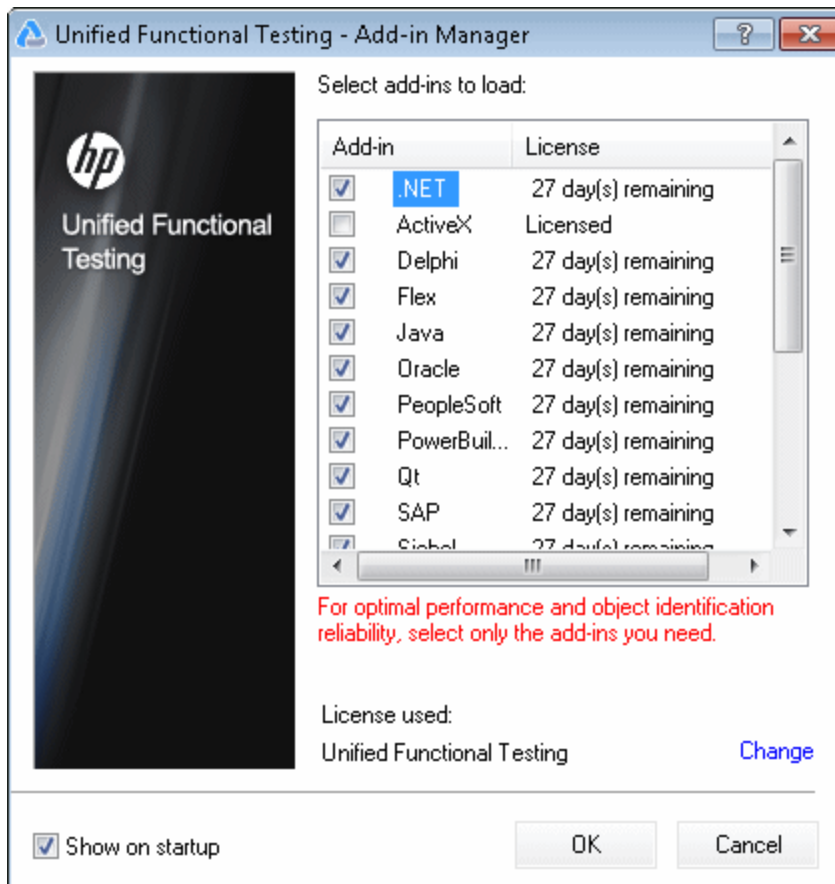 Unified Functional Testing - Add-in Manager
?
hp
Unified Functional
Testing
Select add-ins to load:
Add-in License
.NET 27 day(s) remaining
ActiveX Licensed
Delphi 27 day(s) remaining
Flex 27 day(s) remaining
Java 27 day(s) remaining
Oracle 27 day(s) remaining
PeopleSoft 27 day(s) remaining
PowerBuil... 27 day(s) remaining
Qt 27 day(s) remaining
SAP 27 day(s) remaining
Siebel 27 day(s) remaining
For optimal performance and object identification
reliability, select only the add-ins you need.
License used:
Unified Functional Testing Change
Show on startup OK Cancel